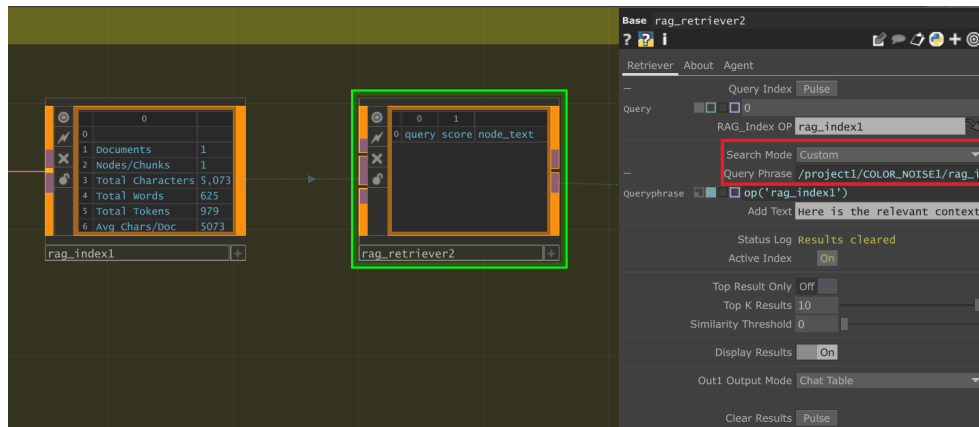 Base rag_retriever2
? ? i
Retriever About Agent
Query Index Pulse
Query 0
RAG_Index OP rag_index1
Search Mode Custom
Query Phrase /project1/COLOR_NOISE1/rag_i
Queryphrase op('rag_index1')
Add Text Here is the relevant context
Status Log Results cleared
Active Index On
Top Result Only Off
Top K Results 10
Similarity Threshold 0
Display Results On
Out1 Output Mode Chat Table
Clear Results Pulse
0
0
1 Documents 1
2 Nodes/Chunks 1
3 Total Characters 5,073
4 Total Words 625
5 Total Tokens 979
6 Avg Chars/Doc 5073
rag_index1
0 1
0 query score node_text
rag_retriever2